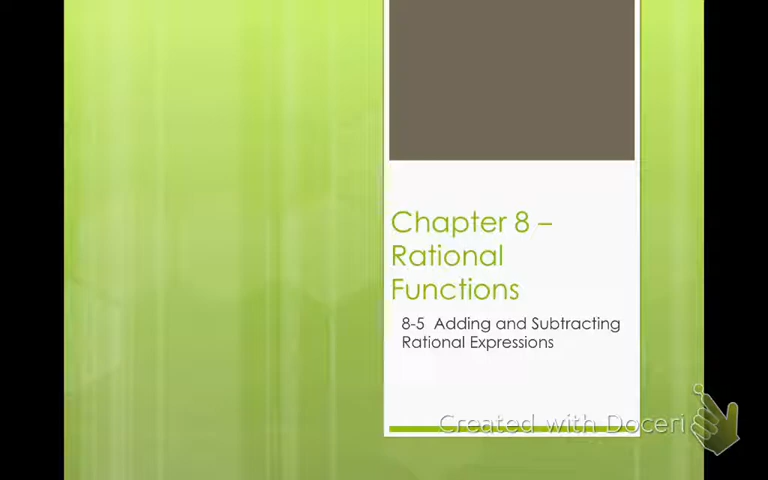 Chapter 8 –
Rational
Functions
8-5 Adding and Subtracting
Rational Expressions
Created with Doceri